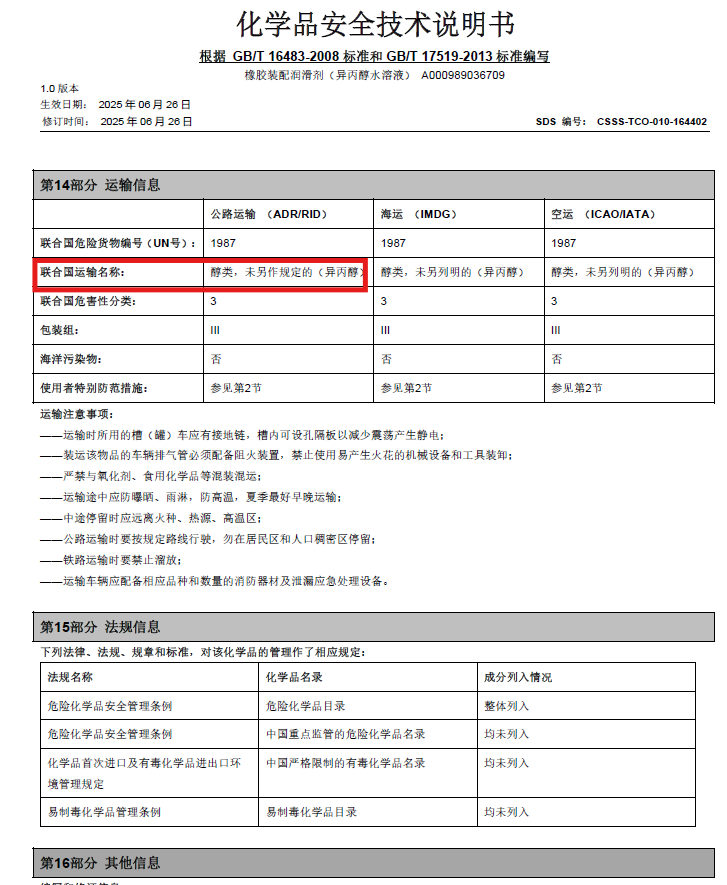 化学品安全技术说明书
根据 GB/T 16483-2008 标准和 GB/T 17519-2013 标准编写
橡胶装配润滑剂（异丙醇水溶液） A000989036709
1.0 版本
生效日期： 2025 年 06 月 26 日
修订时间： 2025 年 06 月 26 日 SDS 编号： CSSS-TCO-010-164402
第14部分 运输信息
公路运输 （ADR/RID） 海运 （IMDG） 空运 （ICAO/IATA）
联合国危险货物编号（UN号）： 1987 1987 1987
联合国运输名称： 醇类，未另作规定的（异丙醇） 醇类，未另列明的（异丙醇） 醇类，未另列明的（异丙醇）
联合国危害性分类： 3 3 3
包装组： III III III
海洋污染物： 否 否 否
使用者特别防范措施： 参见第2节 参见第2节 参见第2节
运输注意事项：
——运输时所用的槽（罐）车应有接地链，槽内可设孔隔板以减少震荡产生静电；
——装运该物品的车辆排气管必须配备阻火装置，禁止使用易产生火花的机械设备和工具装卸；
——严禁与氧化剂、食用化学品等混装混运；
——运输途中应防曝晒、雨淋，防高温，夏季最好早晚运输；
——中途停留时应远离火种、热源、高温区；
——公路运输时要按规定路线行驶，勿在居民区和人口稠密区停留；
——铁路运输时要禁止溜放；
——运输车辆应配备相应品种和数量的消防器材及泄漏应急处理设备。
第15部分 法规信息
下列法律、法规、规章和标准，对该化学品的管理作了相应规定：
法规名称 化学品名录 成分列入情况
危险化学品安全管理条例 危险化学品目录 整体列入
危险化学品安全管理条例 中国重点监管的危险化学品名录 均未列入
化学品首次进口及有毒化学品进出口环 中国严格限制的有毒化学品名录 均未列入
境管理规定
易制毒化学品管理条例 易制毒化学品目录 均未列入
第16部分 其他信息